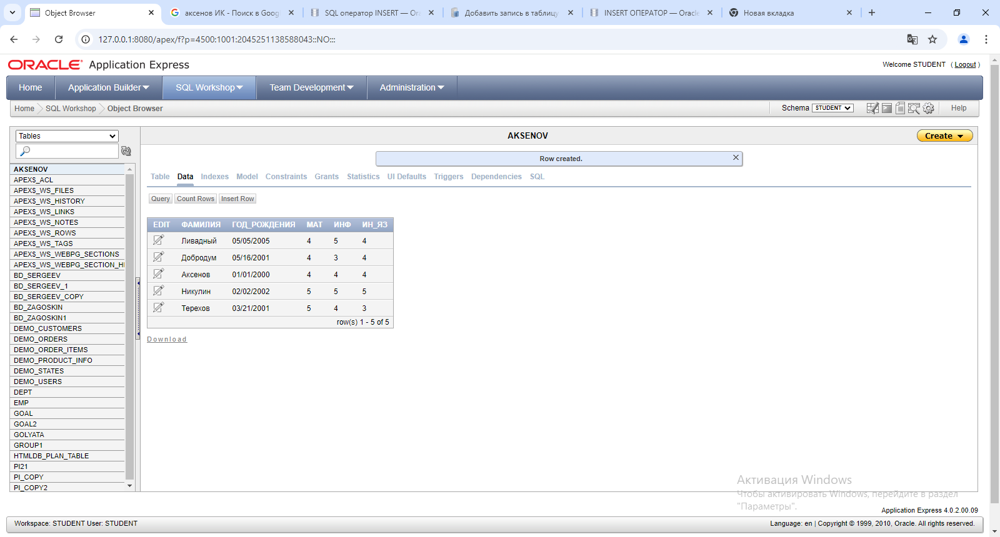 Object Browser
аксенов ИК - Поиск в Goog
SQL оператор INSERT — Ora
Добавить запись в таблицу
INSERT ОПЕРАТОР — Oracle
Новая вкладка
127.0.0.1:8080/apex/f?p=4500:1001:2045251138588043::NO:::
ORACLE Application Express
Welcome STUDENT ( Logout )
Home
Application Builder
SQL Workshop
Team Development
Administration
Home
SQL Workshop
Object Browser
Schema STUDENT
Help
Tables
AKSENOV
Create
Row created.
Table Data Indexes Model Constraints Grants Statistics UI Defaults Triggers Dependencies SQL
Query Count Rows Insert Row
EDIT ФАМИЛИЯ ГОД_РОЖДЕНИЯ МАТ ИНФ ИН_ЯЗ
Ливадный 05/05/2005 4 5 4
Добродум 05/16/2001 4 3 4
Аксенов 01/01/2000 4 4 4
Никулин 02/02/2002 5 5 5
Терехов 03/21/2001 5 4 3
row(s) 1 - 5 of 5
Download
AKSENOV
APEX$_ACL
APEX$_WS_FILES
APEX$_WS_HISTORY
APEX$_WS_LINKS
APEX$_WS_NOTES
APEX$_WS_ROWS
APEX$_WS_TAGS
APEX$_WS_WEBPG_SECTIONS
APEX$_WS_WEBPG_SECTION_HI
BD_SERGEEV
BD_SERGEEV_1
BD_SERGEEV_COPY
BD_ZAGOSKIN
BD_ZAGOSKIN1
DEMO_CUSTOMERS
DEMO_ORDERS
DEMO_ORDER_ITEMS
DEMO_PRODUCT_INFO
DEMO_STATES
DEMO_USERS
DEPT
EMP
GOAL
GOAL2
GOLYATA
GROUP1
HTMLDB_PLAN_TABLE
PI21
PI_COPY
PI_COPY2
Активация Windows
Чтобы активировать Windows, перейдите в раздел
"Параметры".
Application Express 4.0.2.00.09
Workspace: STUDENT User: STUDENT
Language: en | Copyright © 1999, 2010, Oracle. All rights reserved.